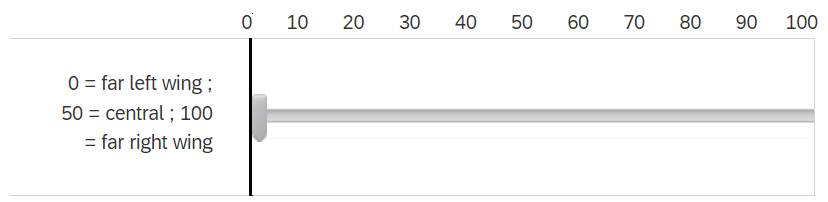 0 10 20 30 40 50 60 70 80 90 100
0 = far left wing ;
50 = central ; 100
= far right wing